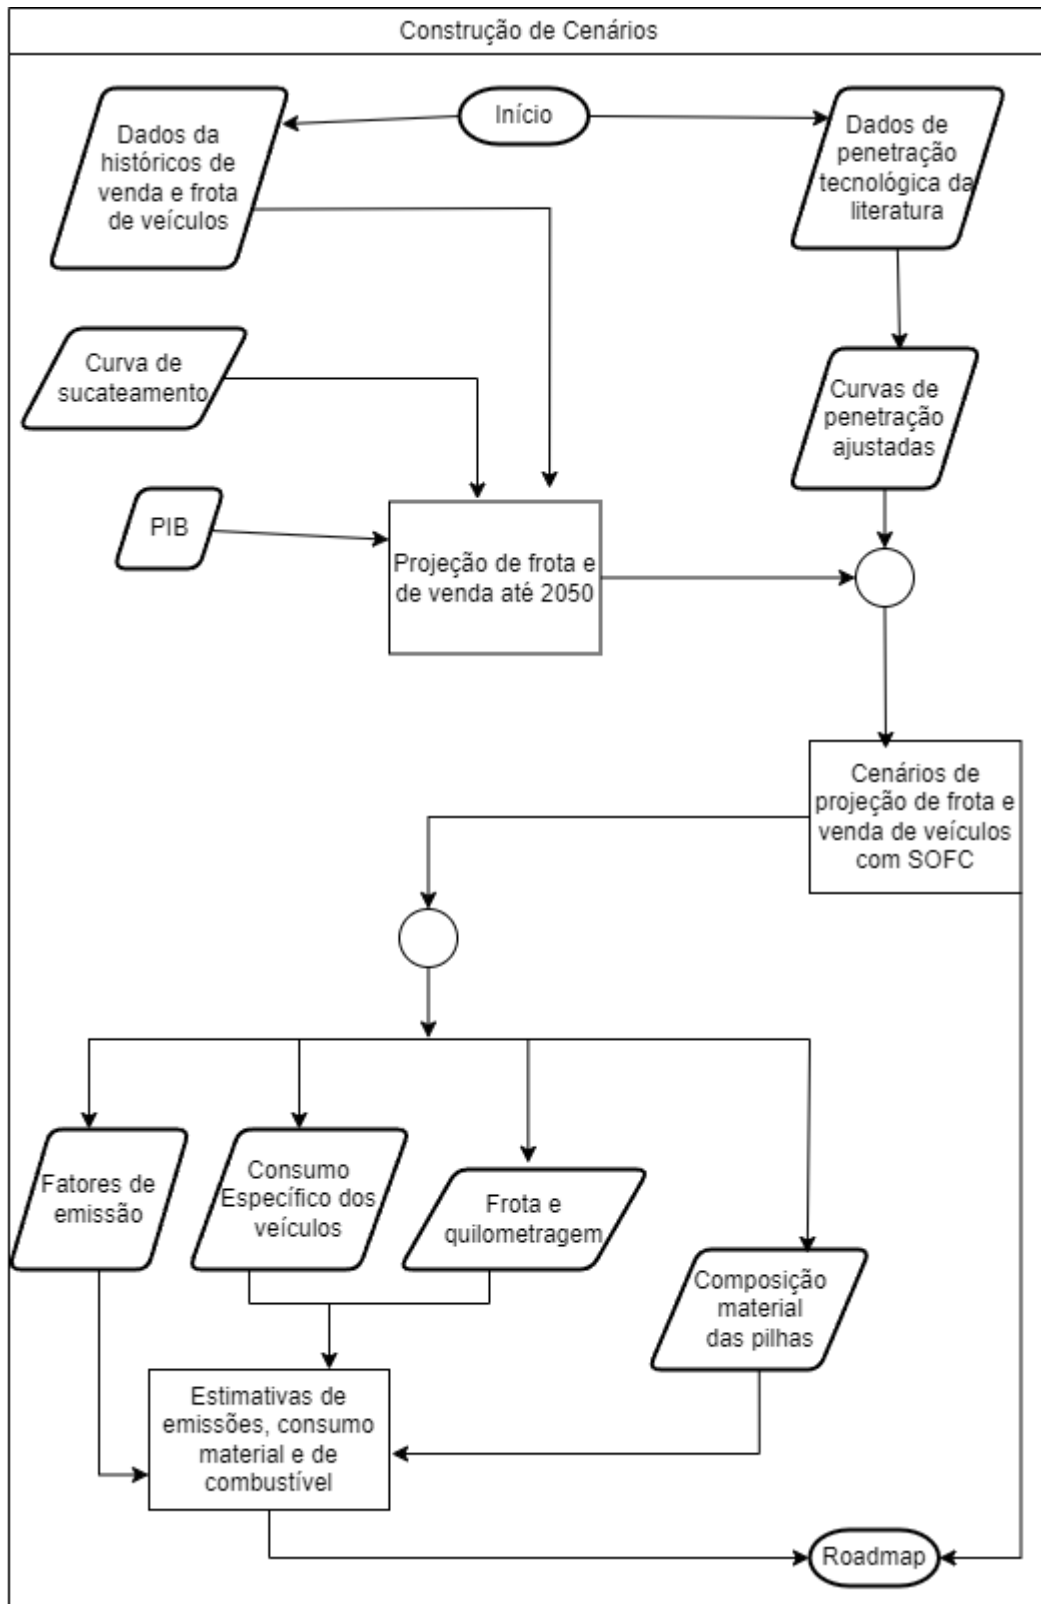 Construção de Cenários
Início
Dados da
históricos de
venda e frota
de veículos
Dados de
penetração
tecnológica da
literatura
Curva de
sucateamento
Curvas de
penetração
ajustadas
PIB
Projeção de frota e
de venda até 2050
Cenários de
projeção de frota e
venda de veículos
com SOFC
Fatores de
emissão
Consumo
Específico dos
veículos
Frota e
quilometragem
Composição
material
das pilhas
Estimativas de
emissões, consumo
material e de
combustível
Roadmap